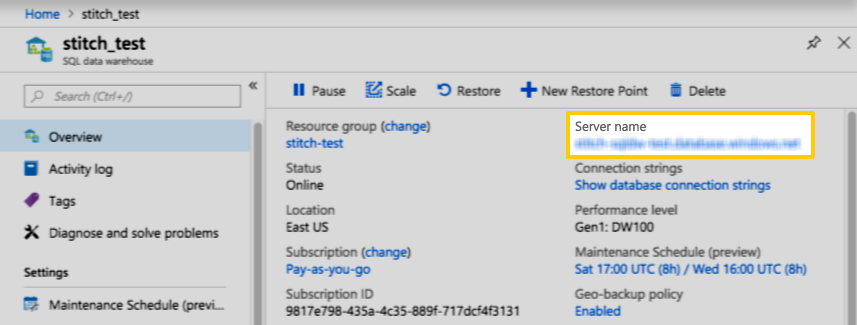 Home > stitch_test
stitch_test
SQL data warehouse
Search (Ctrl+/)
Overview
Activity log
Tags
Diagnose and solve problems
Settings
Maintenance Schedule (previ...
Pause Scale Restore New Restore Point Delete
Resource group (change)
stitch-test
Status
Online
Location
East US
Subscription (change)
Pay-as-you-go
Subscription ID
9817e798-435a-4c35-889f-717dcf4f3131
Server name
Connection strings
Show database connection strings
Performance level
Gen1: DW100
Maintenance Schedule (preview)
Sat 17:00 UTC (8h) / Wed 16:00 UTC (8h)
Geo-backup policy
Enabled